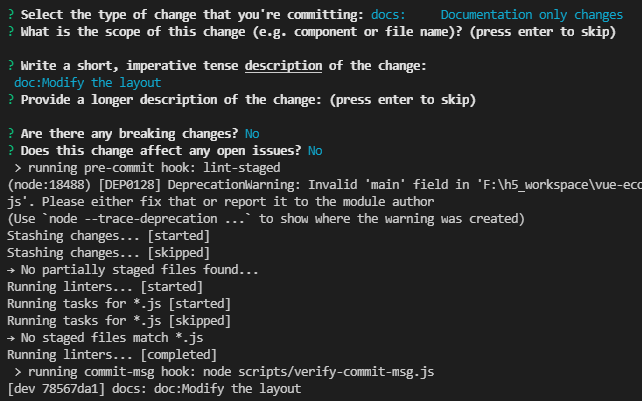 ? Select the type of change that you're committing: docs:     Documentation only changes
? What is the scope of this change (e.g. component or file name)? (press enter to skip)
? Write a short, imperative tense description of the change:
 doc:Modify the layout
? Provide a longer description of the change: (press enter to skip)
? Are there any breaking changes? No
? Does this change affect any open issues? No
 > running pre-commit hook: lint-staged
(node:18488) [DEP0128] DeprecationWarning: Invalid 'main' field in 'F:\h5_workspace\vue-eco
js'. Please either fix that or report it to the module author
(Use `node --trace-deprecation ...` to show where the warning was created)
Stashing changes... [started]
Stashing changes... [skipped]
→ No partially staged files found...
Running linters... [started]
Running tasks for *.js [started]
Running tasks for *.js [skipped]
→ No staged files match *.js
Running linters... [completed]
 > running commit-msg hook: node scripts/verify-commit-msg.js
[dev 78567da1] docs: doc:Modify the layout